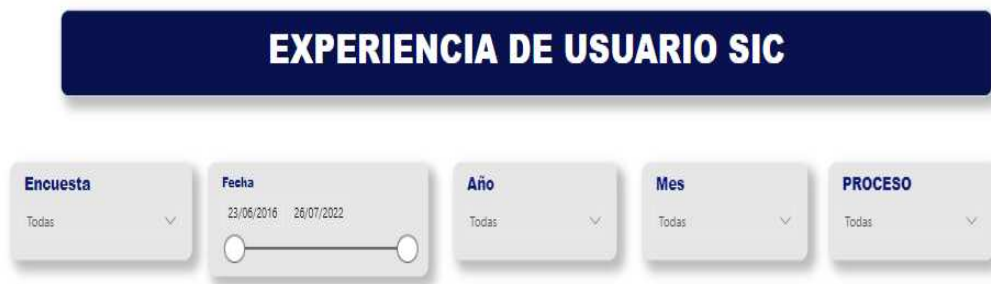 EXPERIENCIA DE USUARIO SIC
Encuesta
Todas
Fecha
23/06/2016 26/07/2022
Año
Todas
Mes
Todas
PROCESO
Todas